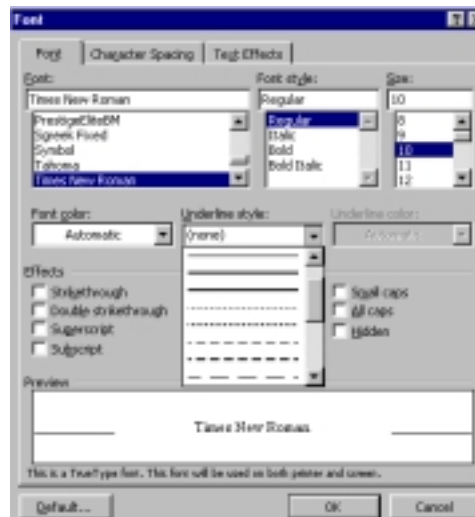 Font
Font Character Spacing Text Effects
Font: Font style: Size:
Times New Roman Regular 10
PrestigeEliteBM Regular 8
Sgreek Fixed Italic 9
Symbol Bold 10
Tahoma Bold Italic 11
Times New Roman 12
Font color: Underline style: Underline color:
Automatic (none) Automatic
Effects
Strikethrough Small caps
Double strikethrough All caps
Superscript Hidden
Subscript
Preview
Times New Roman
This is a TrueType font. This font will be used on both printer and screen.
Default... OK Cancel